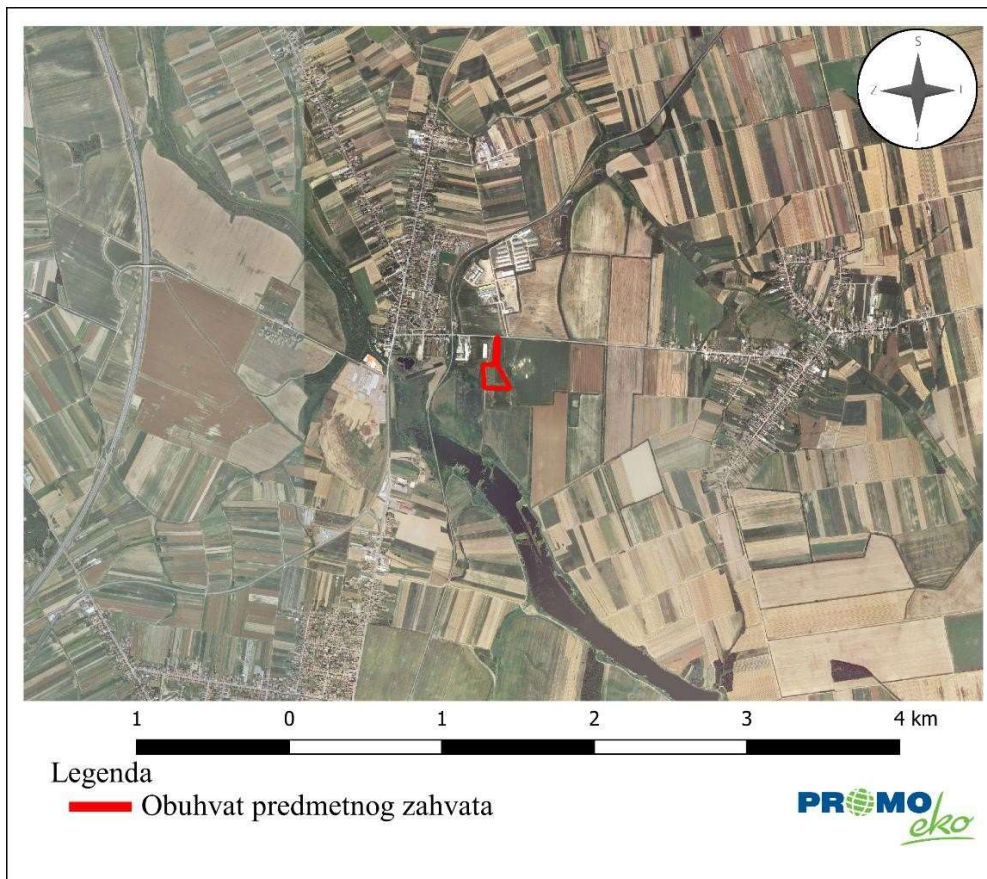 S
Z I
J
1 0 1 2 3 4 km
Legenda
Obuhvat predmetnog zahvata
PROMO
eko